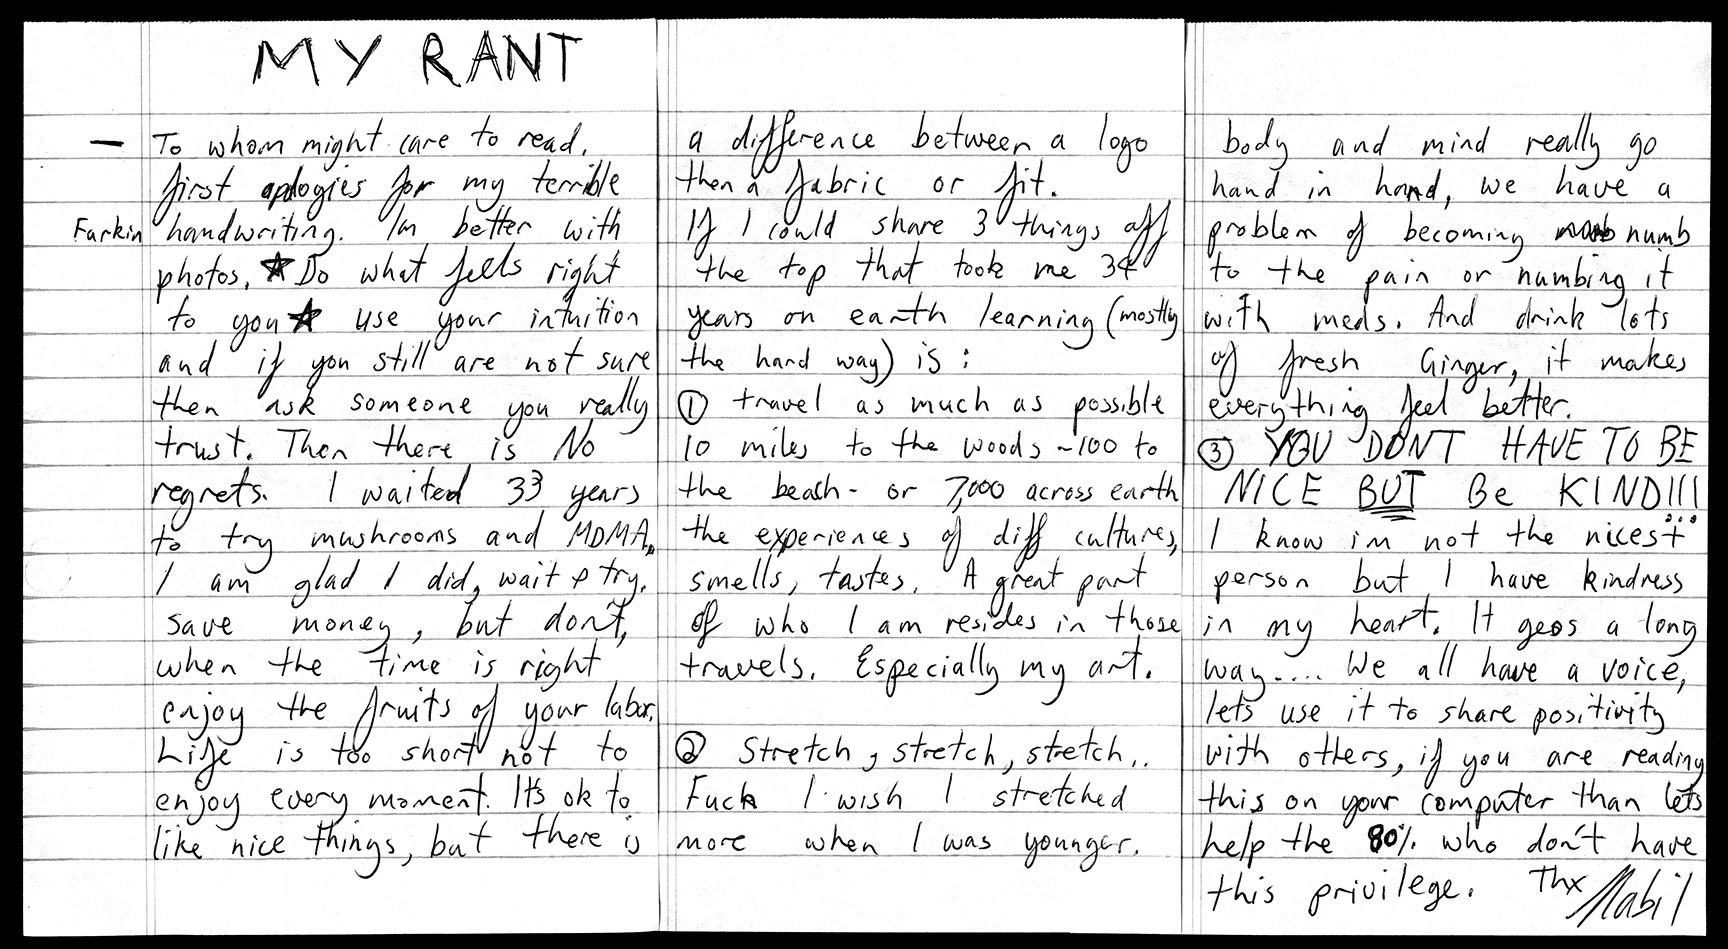 MY RANT
— To whom might care to read,
first apologies for my terrible
Farkin handwriting. Im better with
photos. ★ Do what fells right
to you ★ use your intuition
and if you still are not sure
then ask someone you really
trust. Then there is No
regrets. I waited 33 years
to try mushrooms and MDMA.
I am glad I did, wait & try.
save money, but don't,
when the time is right
enjoy the fruits of your labor.
Life is too short not to
enjoy every moment. It's ok to
like nice things, but there is
a difference between a logo
then a fabric or fit.
If I could share 3 things off
the top that took me 34
years on earth learning (mostly
the hard way) is:
① travel as much as possible
10 miles to the woods - 100 to
the beach - or 7,000 across earth
the experiences of diff cultures,
smells, tastes. A great part
of who I am resides in those
travels. Especially my art.
② Stretch, stretch, stretch..
Fuck I wish I stretched
more when I was younger.
body and mind really go
hand in hand, we have a
problem of becoming numb
to the pain or numbing it
with meds. And drink lots
of fresh Ginger, it makes
everything feel better.
③ YOU DONT HAVE TO BE
NICE BUT Be KIND!!!
I know im not the nicest
person but I have kindness
in my heart. It geos a long
way.... We all have a voice,
lets use it to share positivity
with others, if you are reading
this on your computer than lets
help the 80% who don't have
this privilege. Thx Nabil